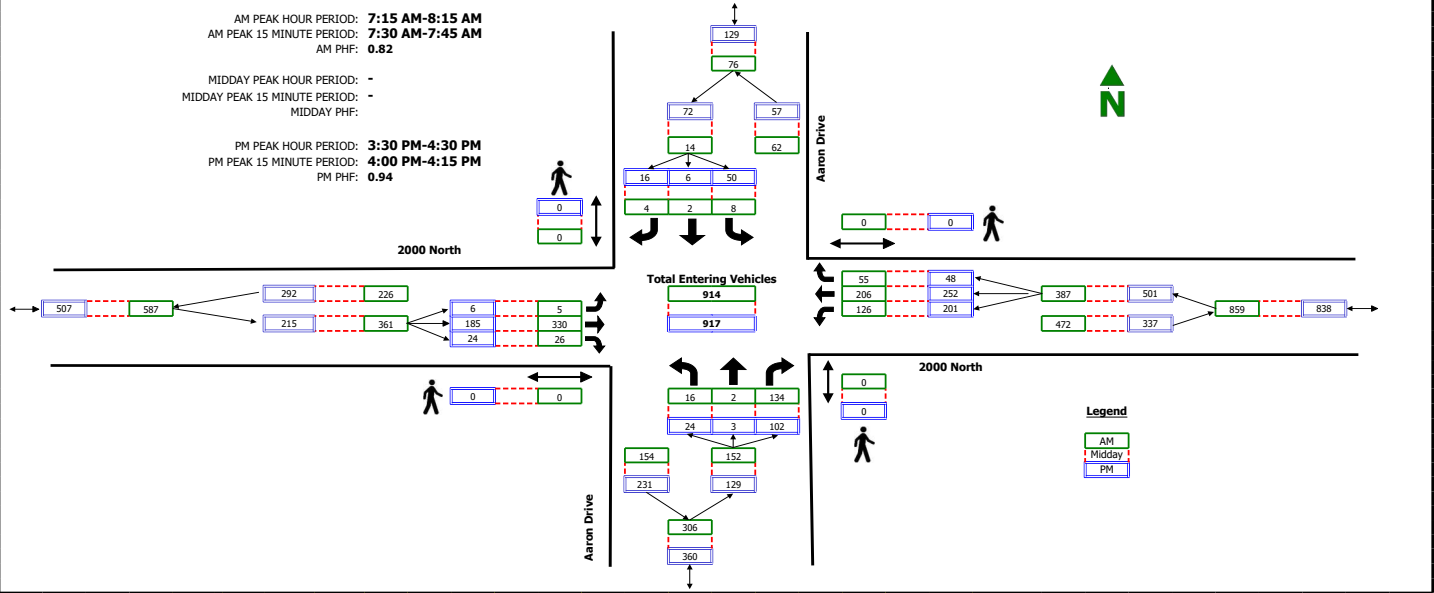 AM PEAK HOUR PERIOD: 7:15 AM-8:15 AM
AM PEAK 15 MINUTE PERIOD: 7:30 AM-7:45 AM
AM PHF: 0.82
MIDDAY PEAK HOUR PERIOD: -
MIDDAY PEAK 15 MINUTE PERIOD: -
MIDDAY PHF:
PM PEAK HOUR PERIOD: 3:30 PM-4:30 PM
PM PEAK 15 MINUTE PERIOD: 4:00 PM-4:15 PM
PM PHF: 0.94
129
76
72 57
14 62
16 6 50
4 2 8
Aaron Drive
N
0
0
0 0
2000 North
Total Entering Vehicles
914
917
507 587
292 226
215 361
6 5
185 330
24 26
55 48
206 252
126 201
387 501
472 337
859 838
2000 North
0 0
0
0
16 2 134
24 3 102
154 152
231 129
306
360
Aaron Drive
Legend
AM
Midday
PM